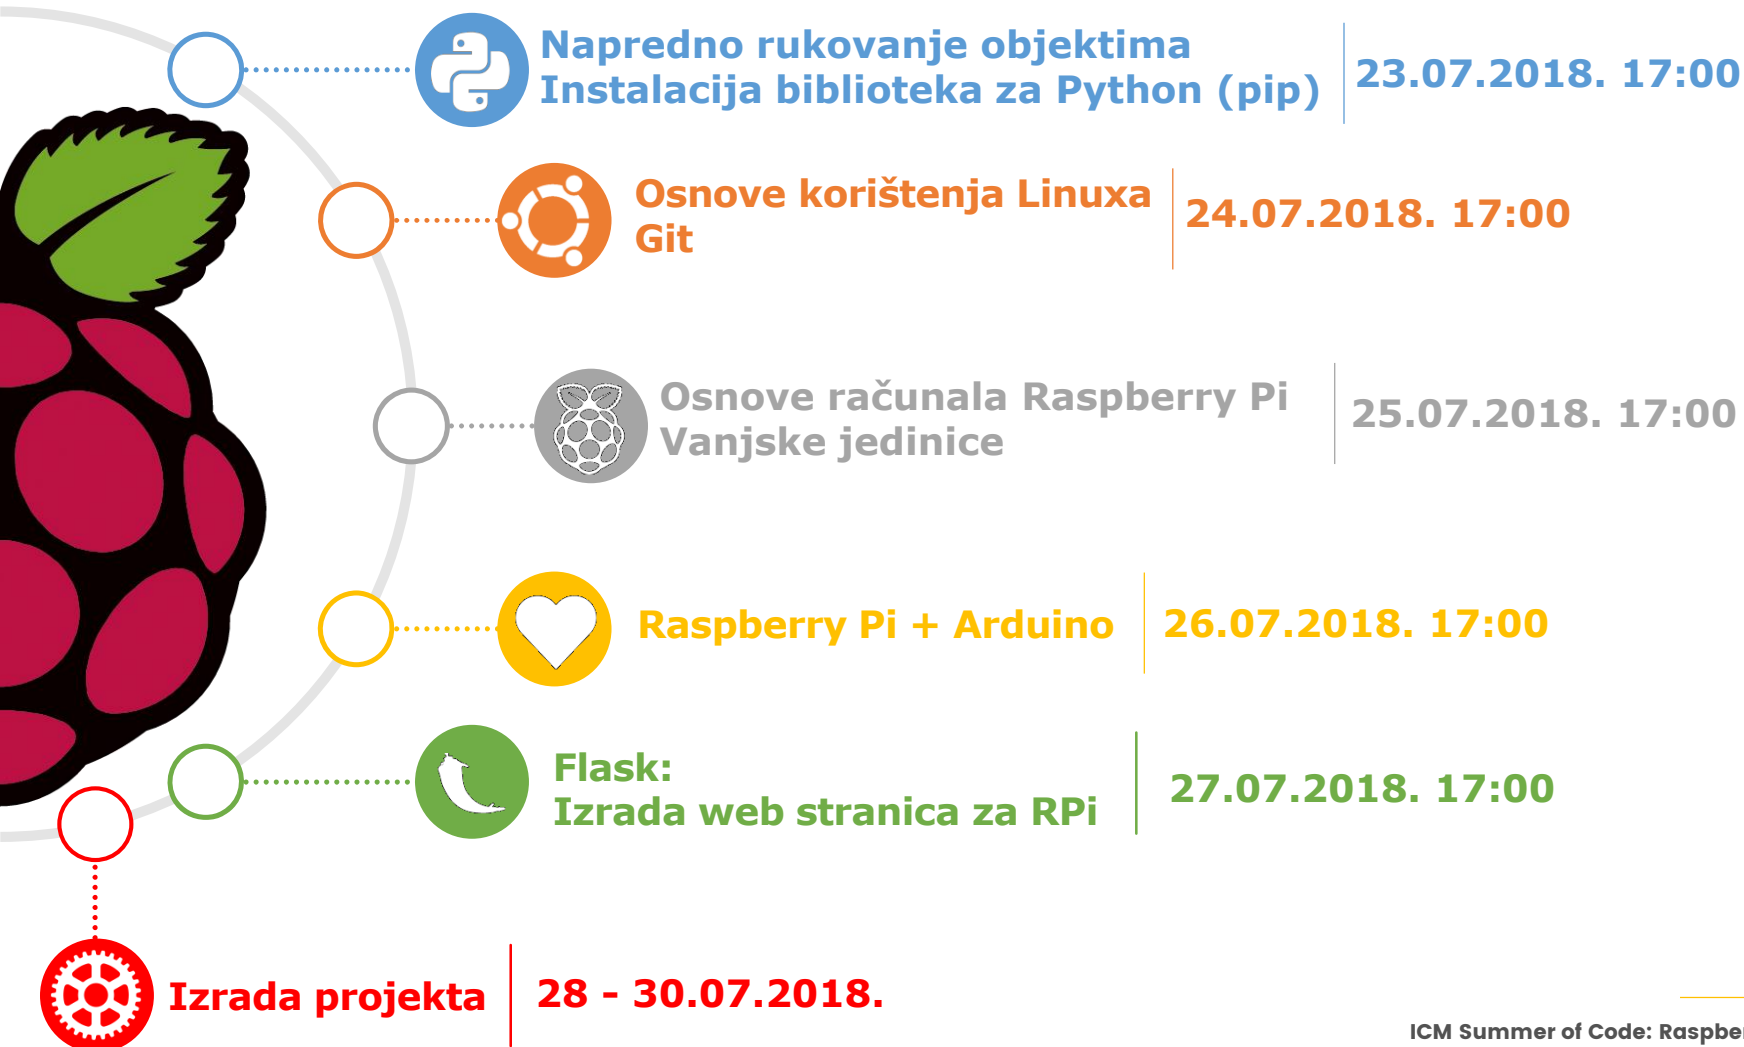 Napredno rukovanje objektima
Instalacija biblioteka za Python (pip)
23.07.2018. 17:00
Osnove korištenja Linuxa
Git
24.07.2018. 17:00
Osnove računala Raspberry Pi
Vanjske jedinice
25.07.2018. 17:00
Raspberry Pi + Arduino
26.07.2018. 17:00
Flask:
Izrada web stranica za RPi
27.07.2018. 17:00
Izrada projekta
28 - 30.07.2018.
ICM Summer of Code: